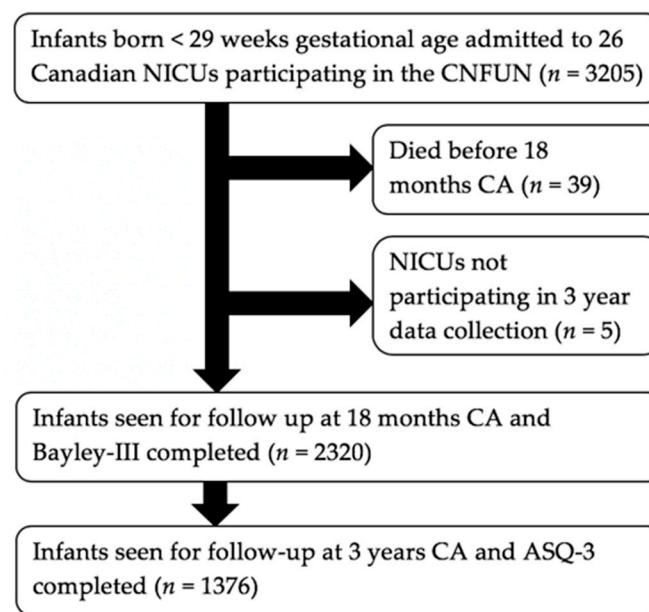 Infants born < 29 weeks gestational age admitted to 26
Canadian NICUs participating in the CNFUN (n = 3205)
Died before 18
months CA (n = 39)
NICUs not
participating in 3 year
data collection (n = 5)
Infants seen for follow up at 18 months CA and
Bayley-III completed (n = 2320)
Infants seen for follow-up at 3 years CA and ASQ-3
completed (n = 1376)